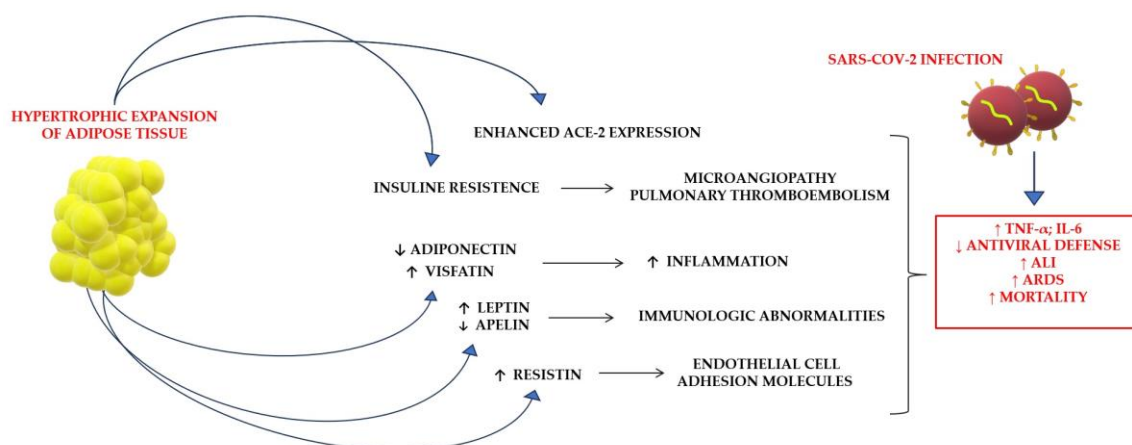 SARS-COV-2 INFECTION
HYPERTROPHIC EXPANSION
OF ADIPOSE TISSUE
ENHANCED ACE-2 EXPRESSION
INSULINE RESISTENCE
MICROANGIOPATHY
PULMONARY THROMBOEMBOLISM
↓ ADIPONECTIN
↑ VISFATIN
↑ INFLAMMATION
↑ LEPTIN
↓ APELIN
IMMUNOLOGIC ABNORMALITIES
↑ RESISTIN
ENDOTHELIAL CELL
ADHESION MOLECULES
↑ TNF-α; IL-6
↓ ANTIVIRAL DEFENSE
↑ ALI
↑ ARDS
↑ MORTALITY